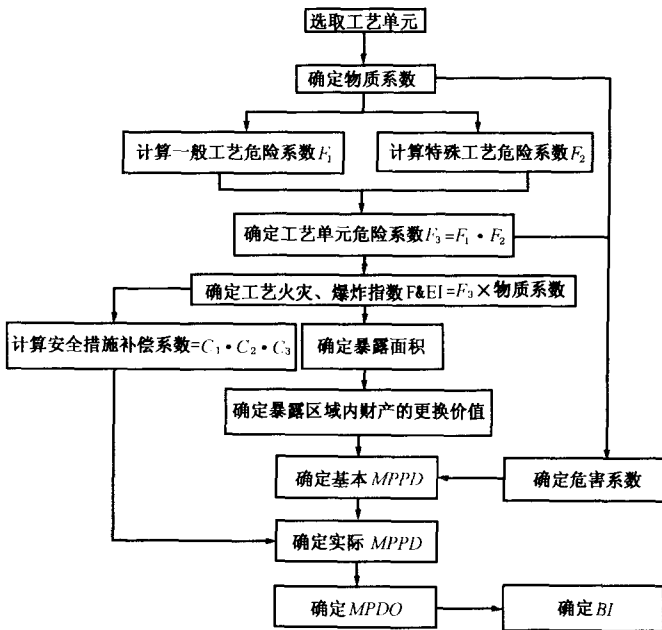 选取工艺单元
确定物质系数
计算一般工艺危险系数F₁
计算特殊工艺危险系数F₂
确定工艺单元危险系数F₃=F₁·F₂
确定工艺火灾、爆炸指数F&EI=F₃×物质系数
计算安全措施补偿系数=C₁·C₂·C₃
确定暴露面积
确定暴露区域内财产的更换价值
确定基本MPPD
确定危害系数
确定实际MPPD
确定MPDO
确定BI